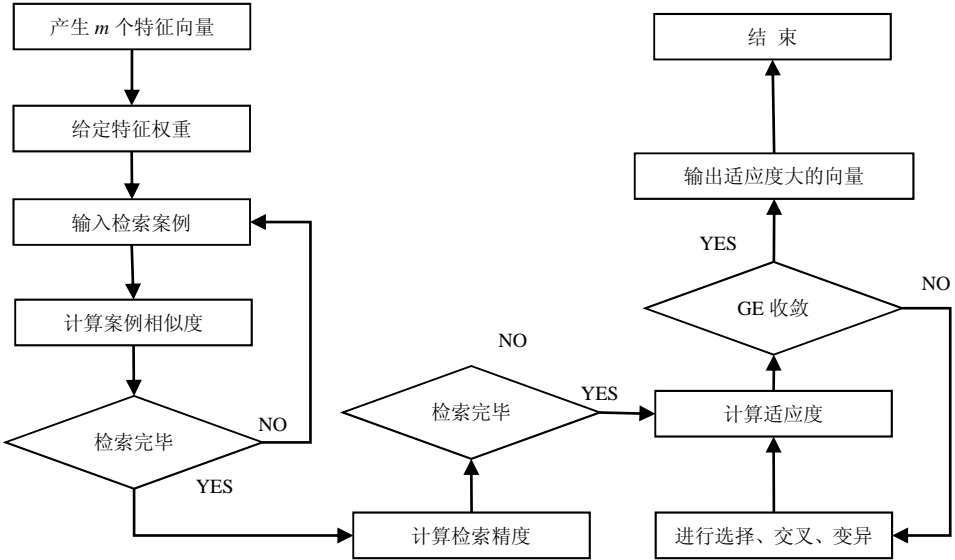 产生 m 个特征向量
给定特征权重
输入检索案例
计算案例相似度
检索完毕
NO
YES
计算检索精度
检索完毕
NO
YES
计算适应度
进行选择、交叉、变异
GE 收敛
NO
YES
输出适应度大的向量
结 束